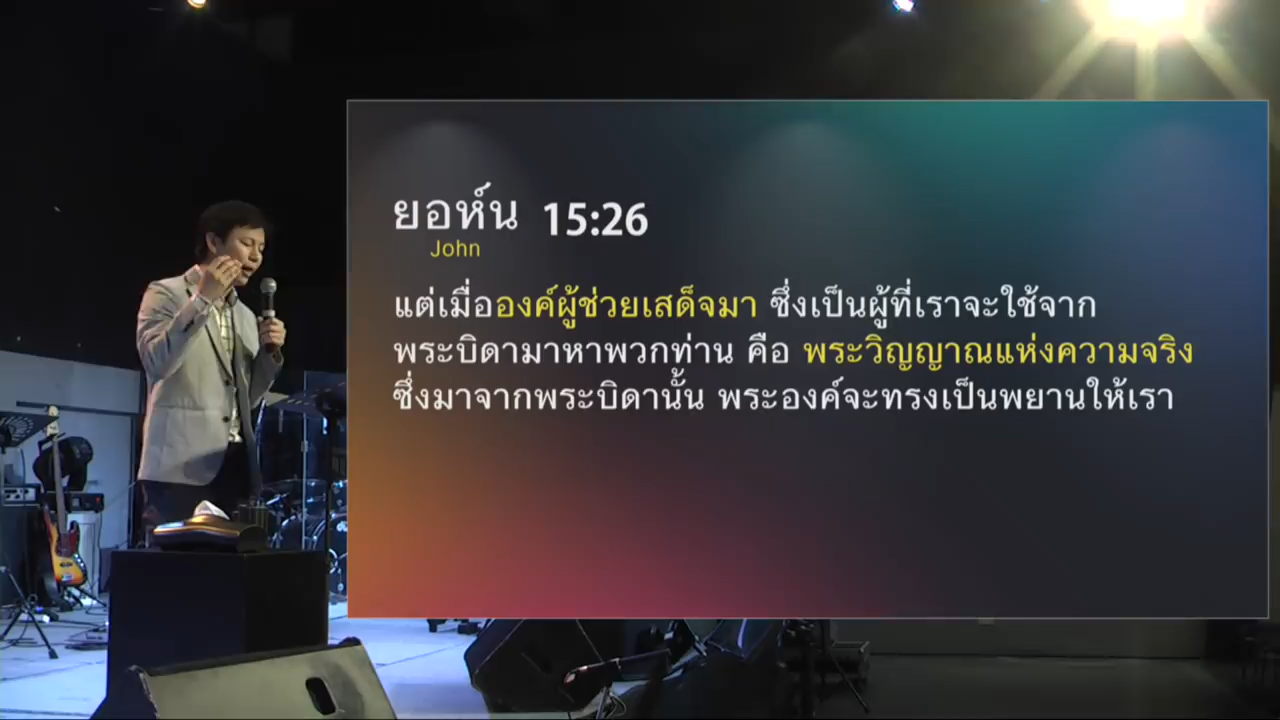 ยอห์น 15:26
John
แต่เมื่อองค์ผู้ช่วยเสด็จมา ซึ่งเป็นผู้ที่เราจะใช้จาก
พระบิดามาหาพวกท่าน คือ พระวิญญาณแห่งความจริง
ซึ่งมาจากพระบิดานั้น พระองค์จะทรงเป็นพยานให้เรา